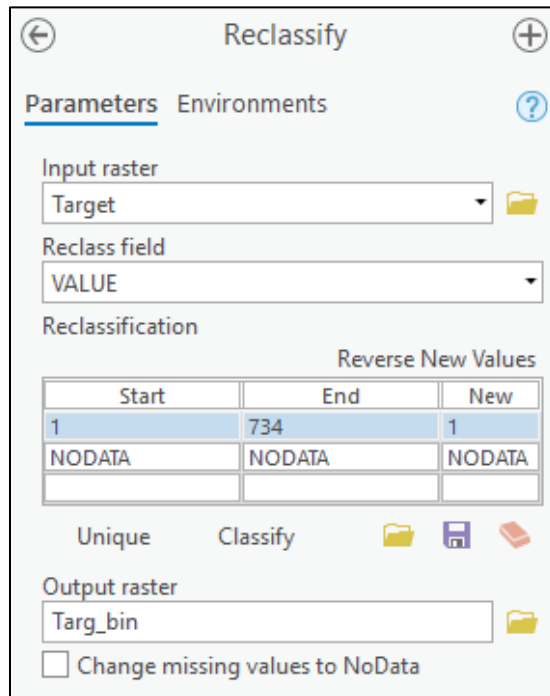 Reclassify
Parameters Environments
Input raster
Target
Reclass field
VALUE
Reclassification
Reverse New Values
Start End New
1 734 1
NODATA NODATA NODATA
Unique Classify
Output raster
Targ_bin
Change missing values to NoData